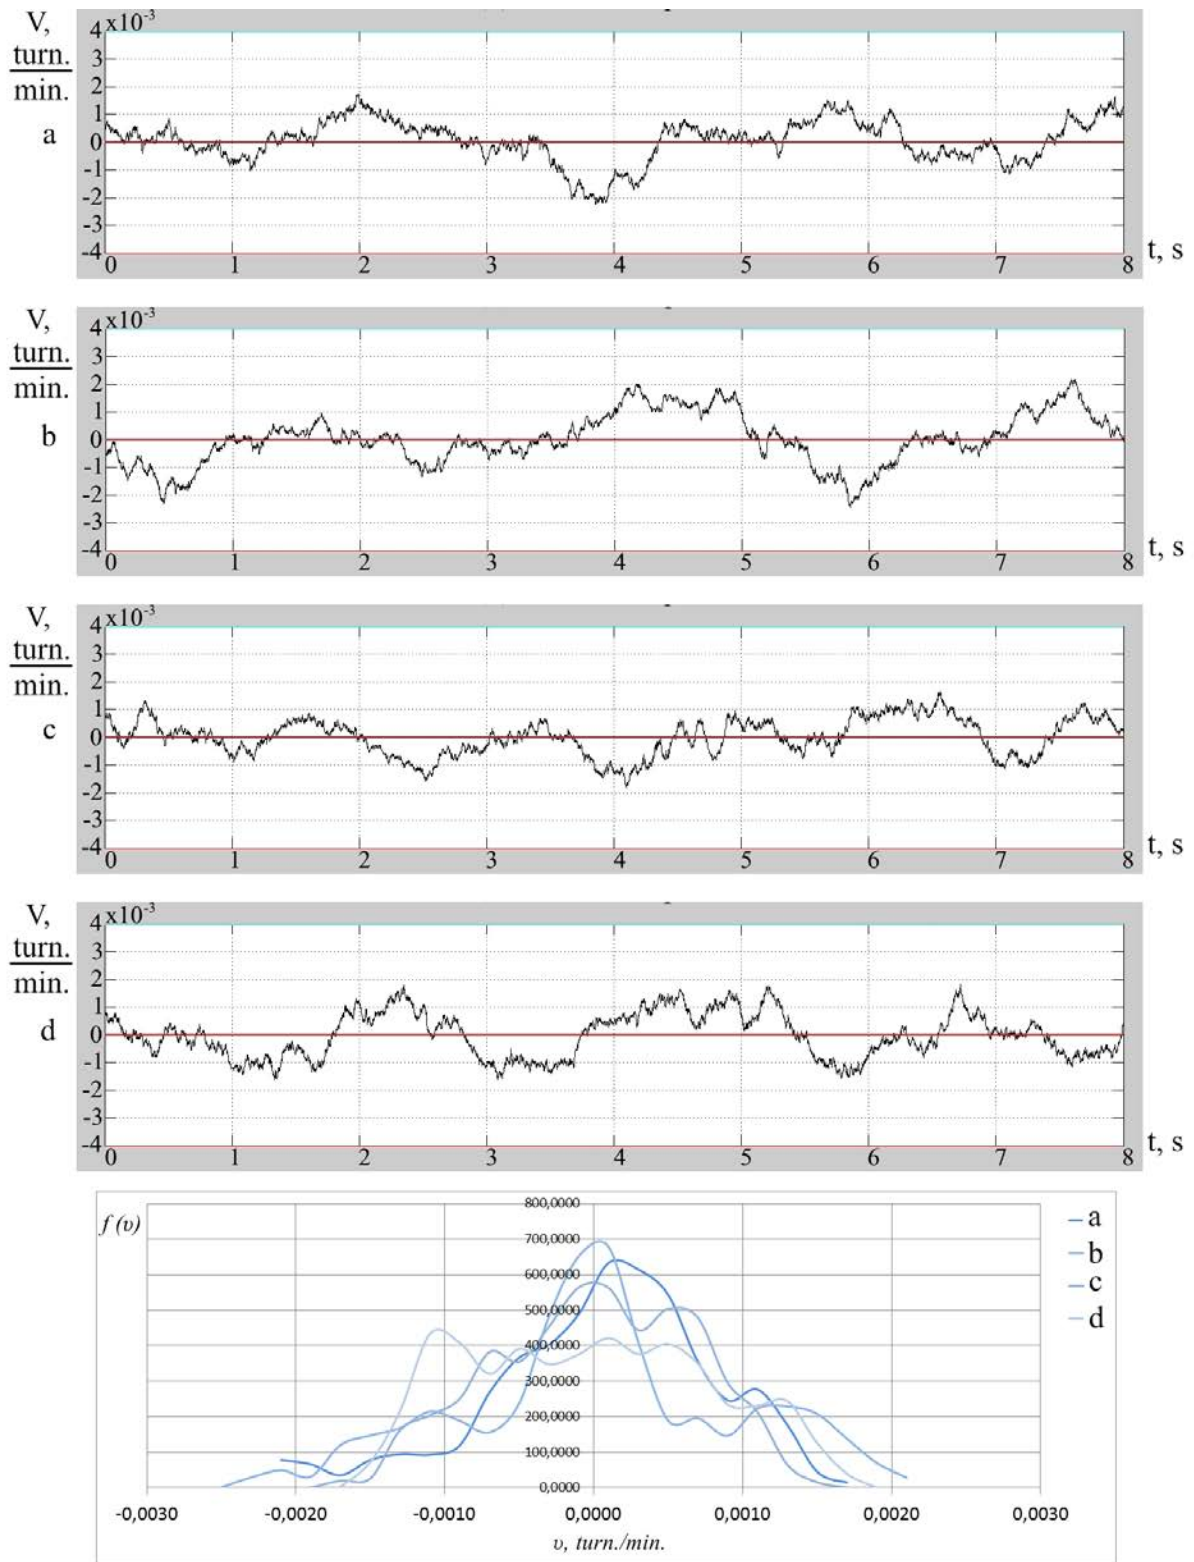 V,
turn.
min.
a
4 x10-3
3
2
1
0
-1
-2
-3
-4
0 1 2 3 4 5 6 7 8 t, s
V,
turn.
min.
b
4 x10-3
3
2
1
0
-1
-2
-3
-4
0 1 2 3 4 5 6 7 8 t, s
V,
turn.
min.
c
4 x10-3
3
2
1
0
-1
-2
-3
-4
0 1 2 3 4 5 6 7 8 t, s
V,
turn.
min.
d
4 x10-3
3
2
1
0
-1
-2
-3
-4
0 1 2 3 4 5 6 7 8 t, s
f (υ)
800,0000
700,0000
600,0000
500,0000
400,0000
300,0000
200,0000
100,0000
0,0000
a
b
c
d
-0,0030 -0,0020 -0,0010 0,0000 0,0010 0,0020 0,0030
υ, turn./min.